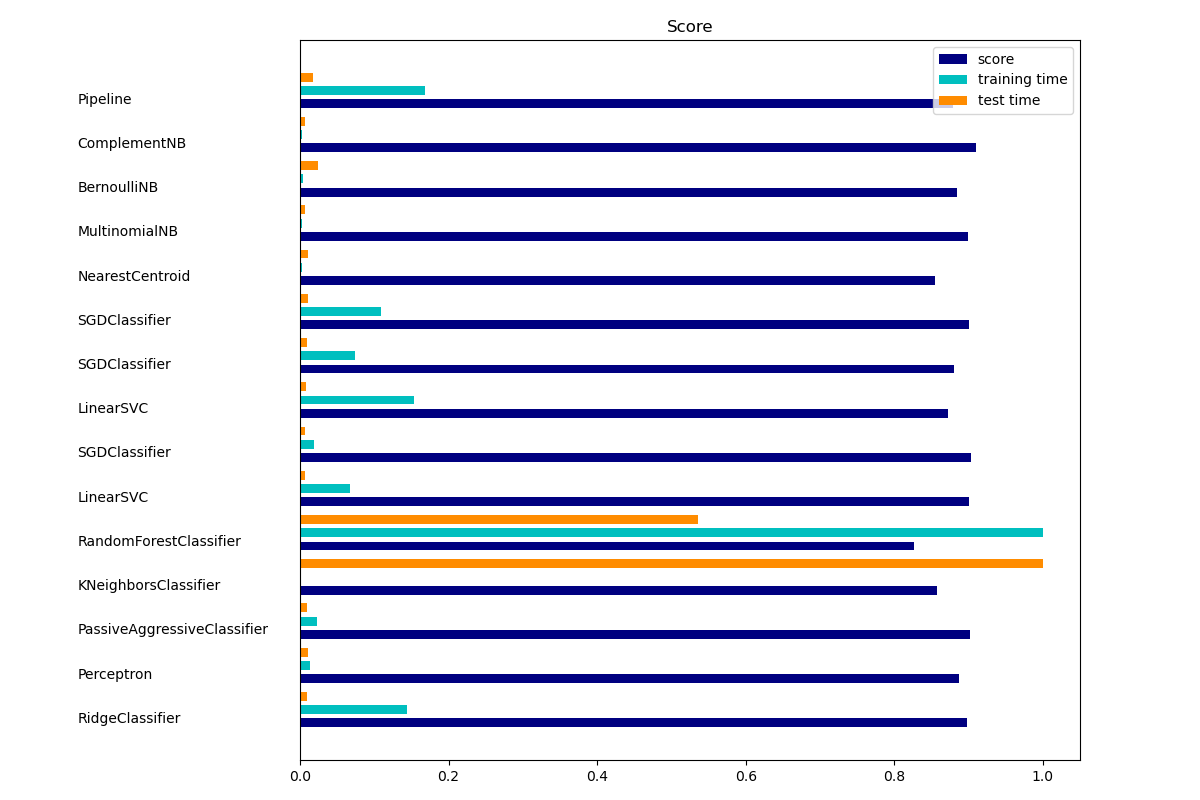 Score
score
training time
test time
Pipeline
ComplementNB
BernoulliNB
MultinomialNB
NearestCentroid
SGDClassifier
SGDClassifier
LinearSVC
SGDClassifier
LinearSVC
RandomForestClassifier
KNeighborsClassifier
PassiveAggressiveClassifier
Perceptron
RidgeClassifier
0.0 0.2 0.4 0.6 0.8 1.0